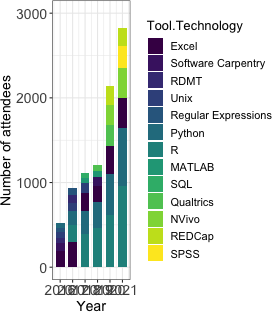 Number of attendees
3000
2000
1000
0
2021
Year
Tool.Technology
Excel
Software Carpentry
RDMT
Unix
Regular Expressions
Python
R
MATLAB
SQL
Qualtrics
NVivo
REDCap
SPSS